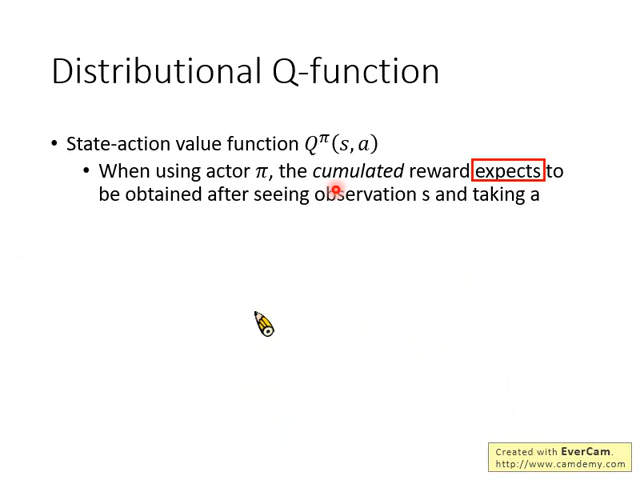 Distributional Q-function
• State-action value function Q^π(s, a)
• When using actor π, the cumulated reward expects to
be obtained after seeing observation s and taking a
Created with EverCam.
http://www.camdemy.com